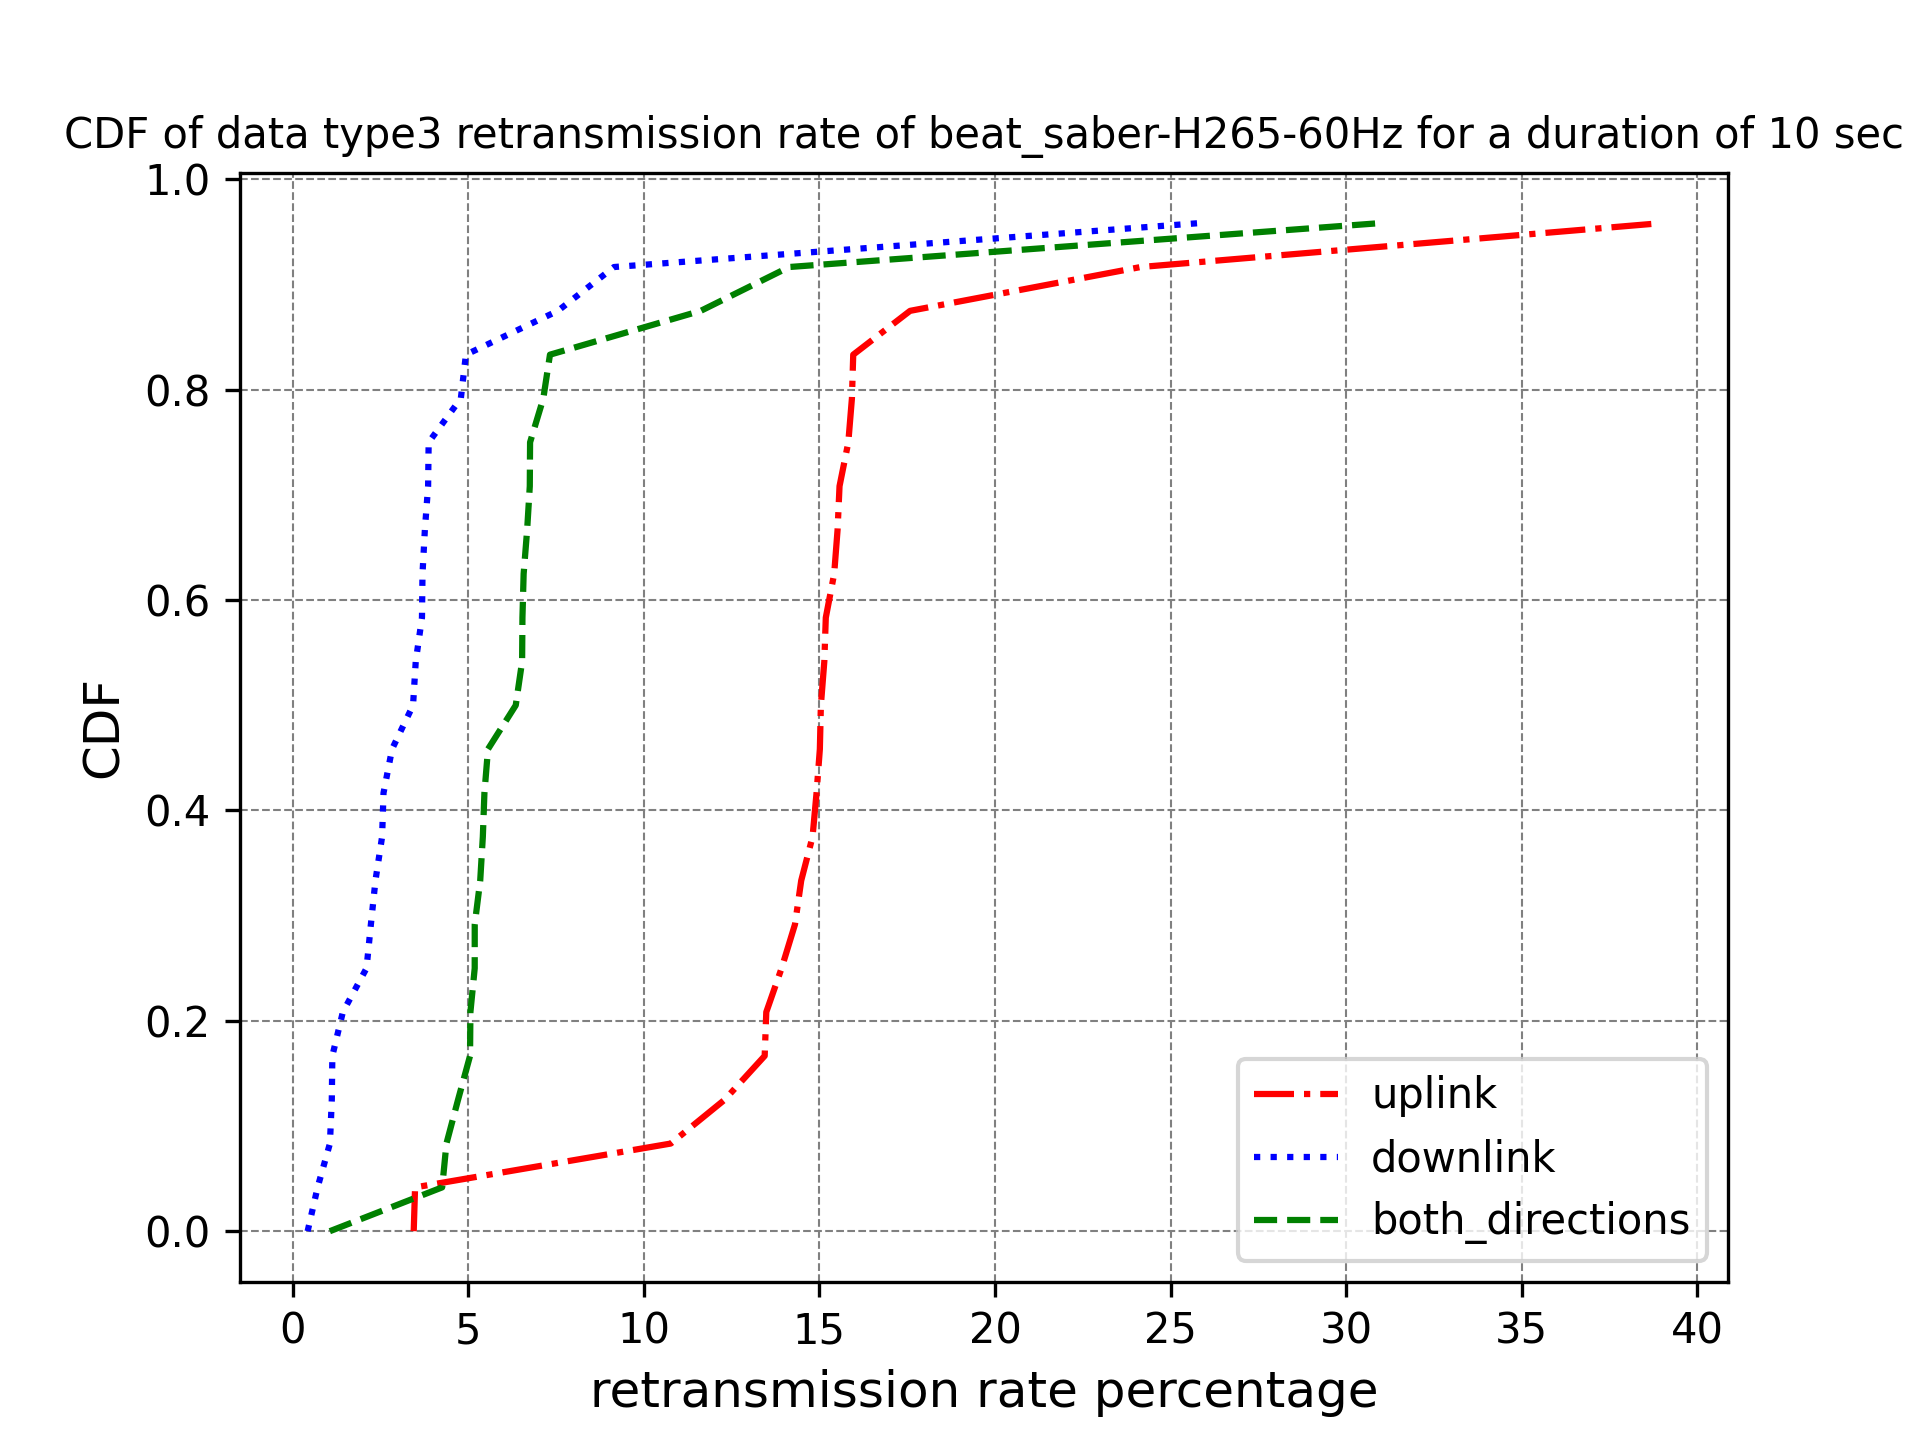 CDF of data type3 retransmission rate of beat_saber-H265-60Hz for a duration of 10 sec
1.0
0.8
0.6
0.4
0.2
0.0
CDF
0 5 10 15 20 25 30 35 40
retransmission rate percentage
uplink
downlink
both_directions